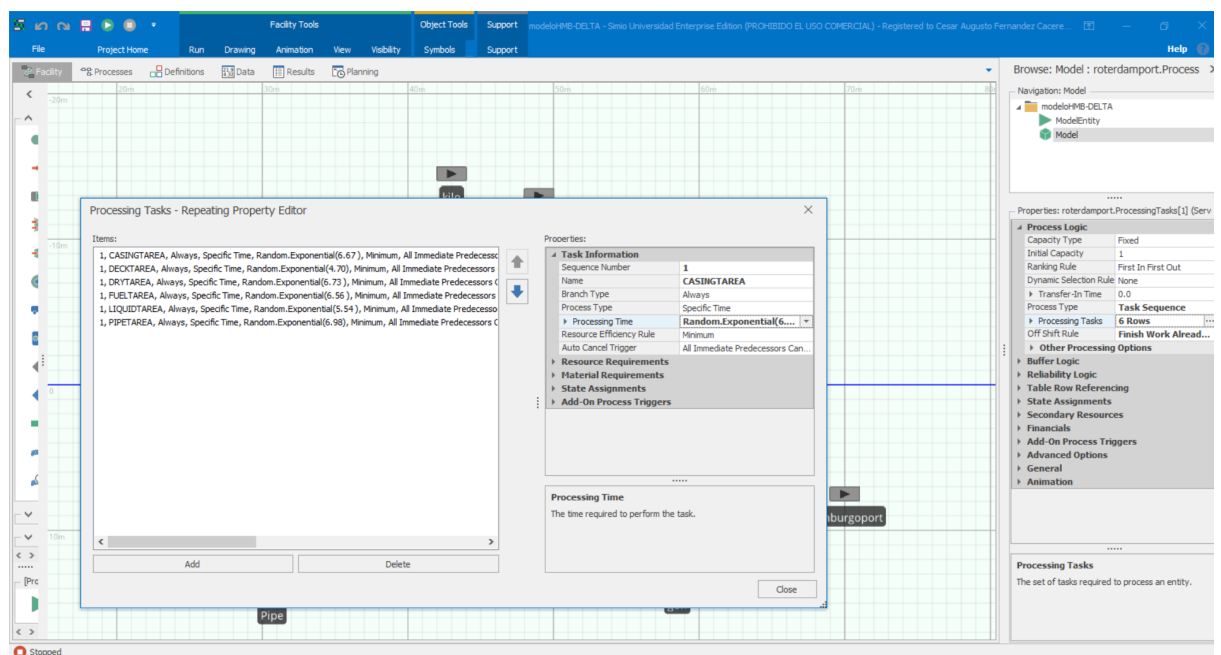 Facility Tools Object Tools Support modeloHMB-DELTA - Simio Universidad Enterprise Edition (PROHIBIDO EL USO COMERCIAL) - Registered to Cesar Augusto Fernandez Cacere...
File Project Home Run Drawing Animation View Visibility Symbols Support Help
Facility Processes Definitions Data Results Planning
Browse: Model : roterdamport.Process
20m 30m 40m 50m 60m 70m
-20m
-10m
0
10m
Navigation: Model
modeloHMB-DELTA
ModelEntity
Model
Processing Tasks - Repeating Property Editor
Items:
1, CASINGTAREA, Always, Specific Time, Random.Exponential(6.67 ), Minimum, All Immediate Predecessc
1, DECKTAREA, Always, Specific Time, Random.Exponential(4.70), Minimum, All Immediate Predecessors
1, DRYTAREA, Always, Specific Time, Random.Exponential(6.73 ), Minimum, All Immediate Predecessors C
1, FUELTAREA, Always, Specific Time, Random.Exponential(6.56 ), Minimum, All Immediate Predecessors
1, LIQUIDTAREA, Always, Specific Time, Random.Exponential(5.54 ), Minimum, All Immediate Predecesso
1, PIPETAREA, Always, Specific Time, Random.Exponential(6.98), Minimum, All Immediate Predecessors C
Add Delete
Properties:
Task Information
Sequence Number 1
Name CASINGTAREA
Branch Type Always
Process Type Specific Time
Processing Time Random.Exponential(6....
Resource Efficiency Rule Minimum
Auto Cancel Trigger All Immediate Predecessors Can...
Resource Requirements
Material Requirements
State Assignments
Add-On Process Triggers
Processing Time
The time required to perform the task.
Close
nburgoport
Pipe
Properties: roterdamport.ProcessingTasks[1] (Serv
Process Logic
Capacity Type Fixed
Initial Capacity 1
Ranking Rule First In First Out
Dynamic Selection Rule None
Transfer-In Time 0.0
Process Type Task Sequence
Processing Tasks 6 Rows
Off Shift Rule Finish Work Alread...
Other Processing Options
Buffer Logic
Reliability Logic
Table Row Referencing
State Assignments
Secondary Resources
Financials
Add-On Process Triggers
Advanced Options
General
Animation
Processing Tasks
The set of tasks required to process an entity.
[Prc
Stopped